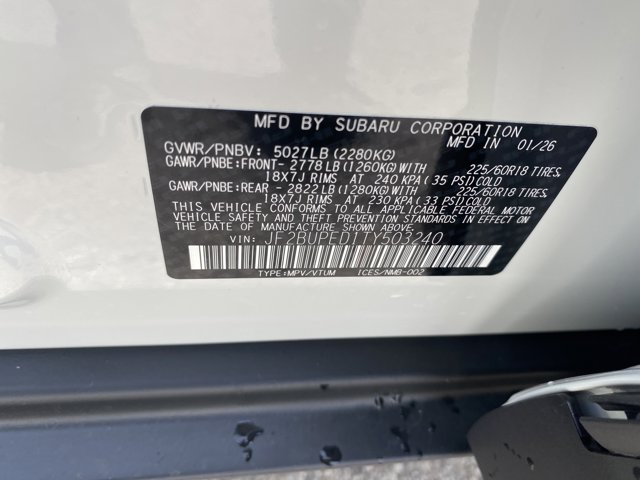 MFD BY SUBARU CORPORATION
MFD IN 01/26
GVWR/PNBV: 5027LB(2280KG)
GAWR/PNBE:FRONT- 2778 LB(1260KG)WITH 225/60R18 TIRES,
18X7J RIMS AT 240 KPA(35 PSI)COLD
GAWR/PNBE:REAR - 2822LB(1280KG)WITH 225/60R18 TIRES,
18X7J RIMS AT 230 KPA(33 PSI)COLD
THIS VEHICLE CONFORMS TO ALL APPLICABLE FEDERAL MOTOR
VEHICLE SAFETY AND THEFT PREVENTION STANDARDS IN EFFECT ON
THE DATE OF MANUFACTURE SHOWN ABOVE.
VIN: JF2BUPED1TY503240
TYPE:MPV/VTUM ICES/NMB-002